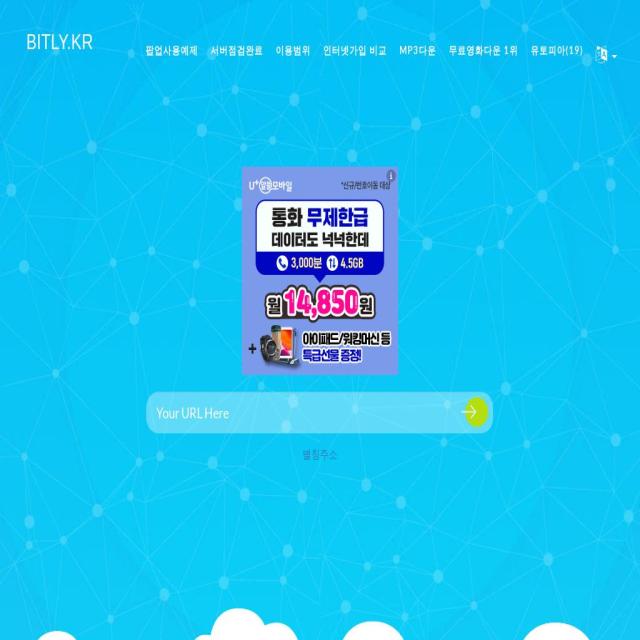 BITLY.KR
팝업사용예제 서버점검완료 이용범위 인터넷가입 비교 MP3다운 무료영화다운 1위 유토피아(19)
U+알뜰모바일 *신규/번호이동 대상
통화 무제한급
데이터도 넉넉한데
3,000분 4.5GB
월 14,850원
+ 아이패드/워킹머신 등
특급선물 증정!
Your URL Here
별칭주소